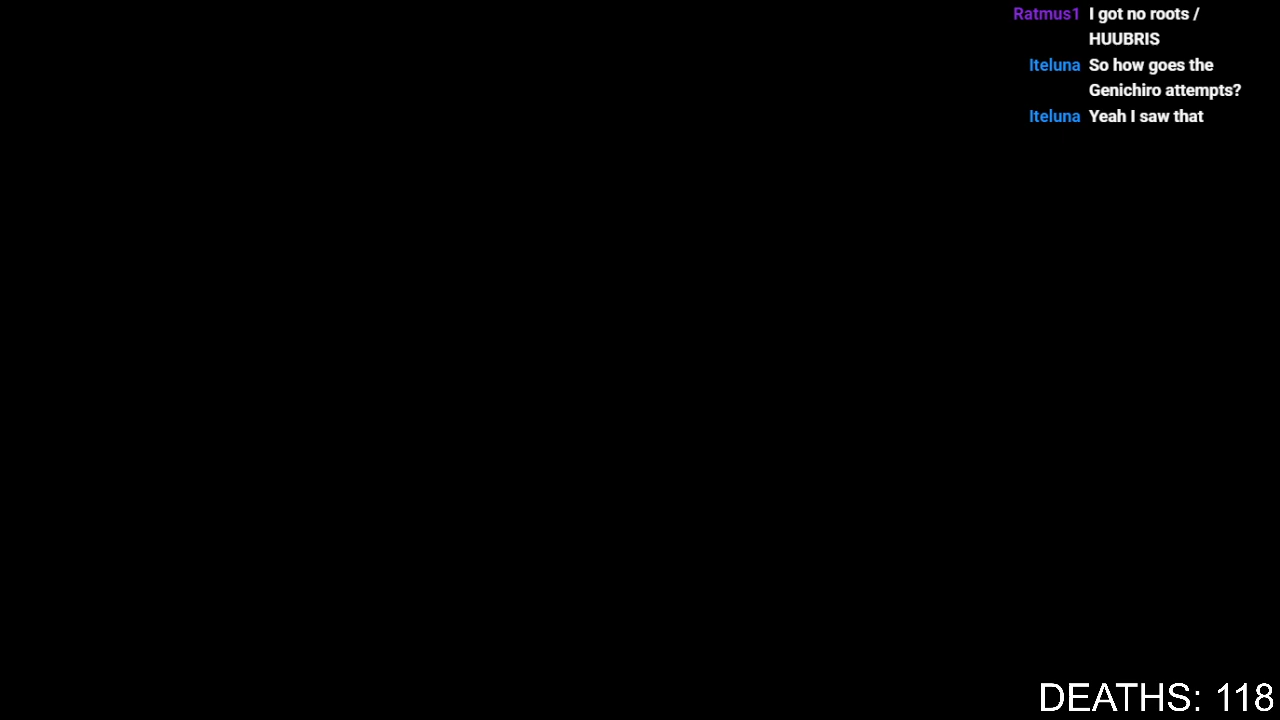 Ratmus1 I got no roots /
HUUBRIS
Iteluna So how goes the
Genichiro attempts?
Iteluna Yeah I saw that
DEATHS: 118